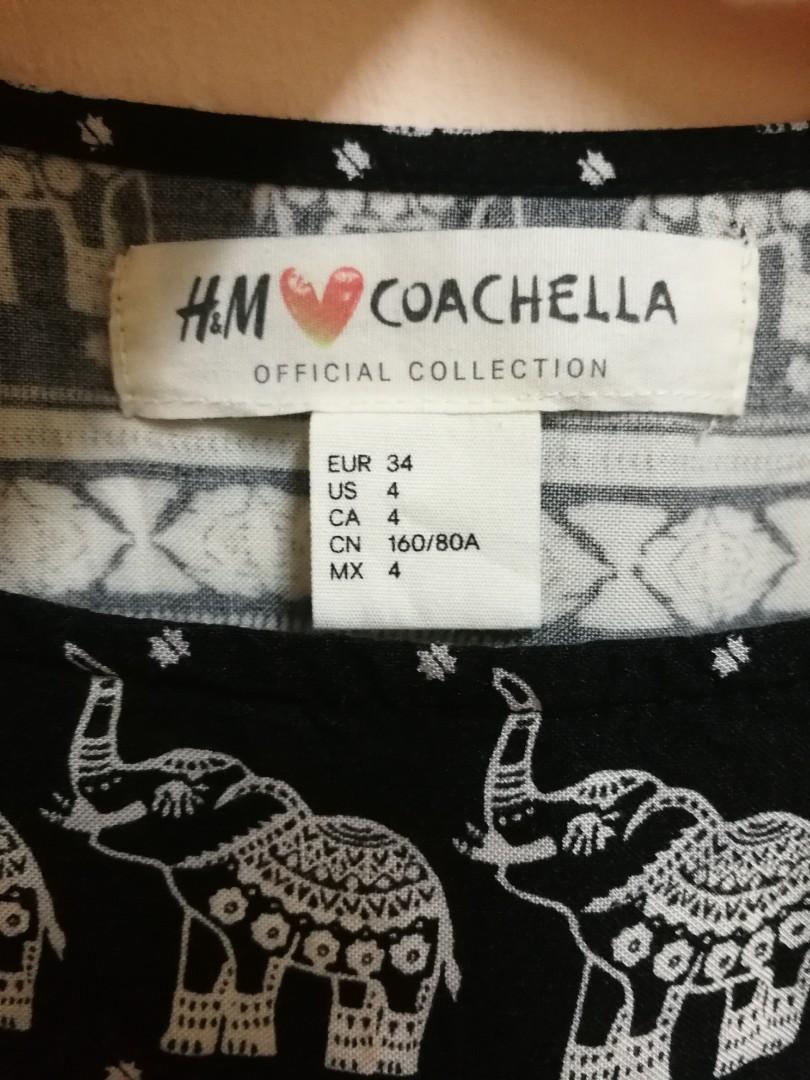 H&M COACHELLA
OFFICIAL COLLECTION
EUR 34
US 4
CA 4
CN 160/80A
MX 4